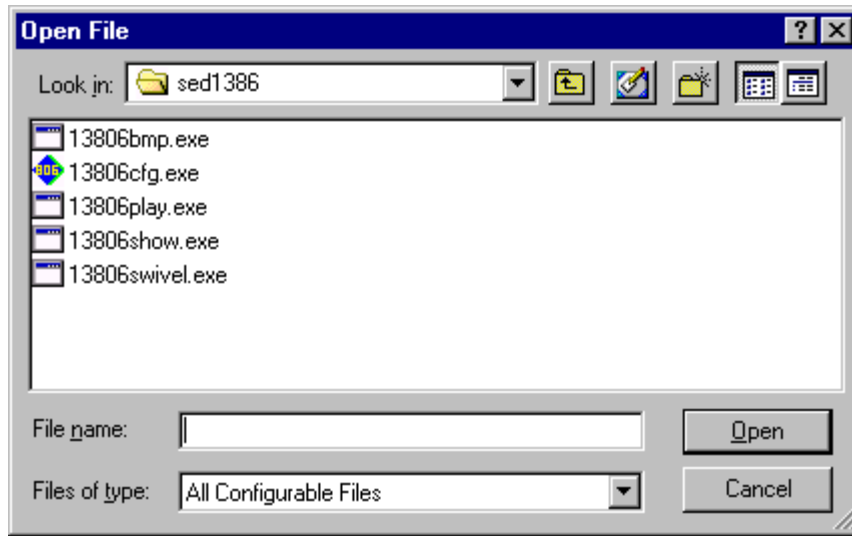 Open File
Look in: sed1386
13806bmp.exe
806 13806cfg.exe
13806play.exe
13806show.exe
13806swivel.exe
File name: Open
Files of type: All Configurable Files Cancel